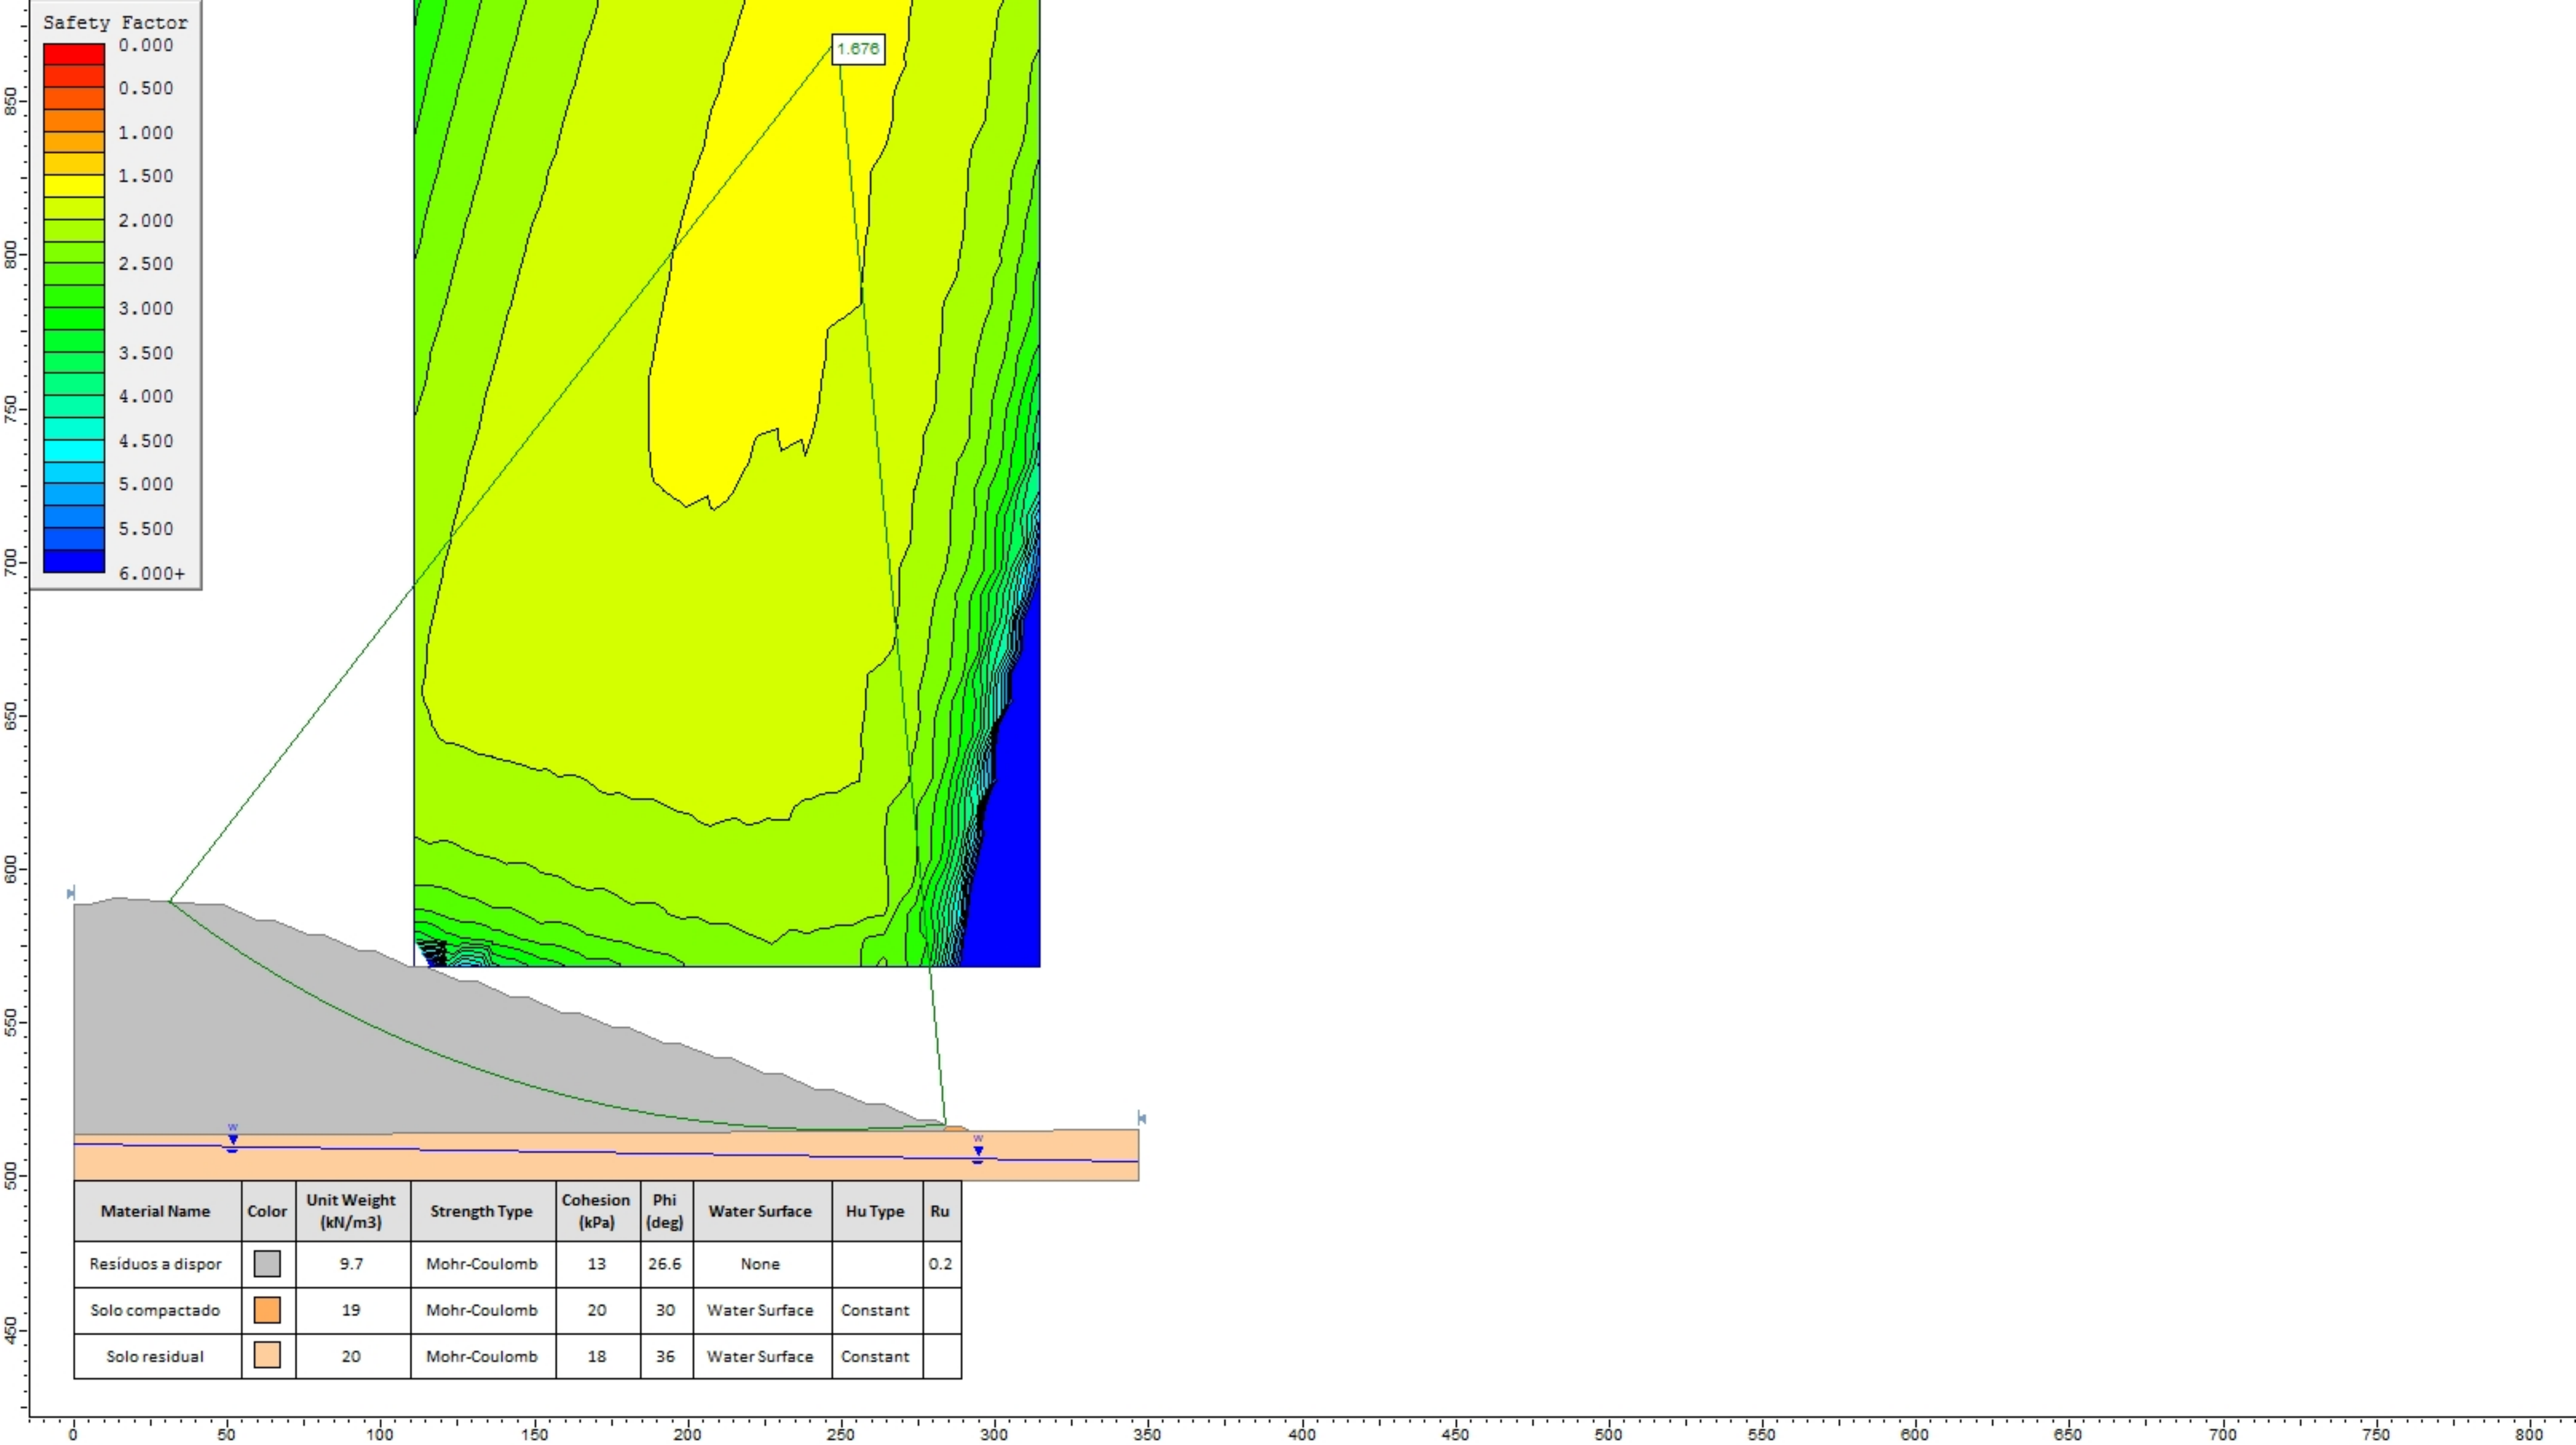 Safety Factor
0.000
0.500
1.000
1.500
2.000
2.500
3.000
3.500
4.000
4.500
5.000
5.500
6.000+
1.676
850
800
750
700
650
600
550
500
450
W
W
Material Name Color Unit Weight (kN/m3) Strength Type Cohesion (kPa) Phi (deg) Water Surface Hu Type Ru
Resíduos a dispor 9.7 Mohr-Coulomb 13 26.6 None 0.2
Solo compactado 19 Mohr-Coulomb 20 30 Water Surface Constant
Solo residual 20 Mohr-Coulomb 18 36 Water Surface Constant
0 50 100 150 200 250 300 350 400 450 500 550 600 650 700 750 800